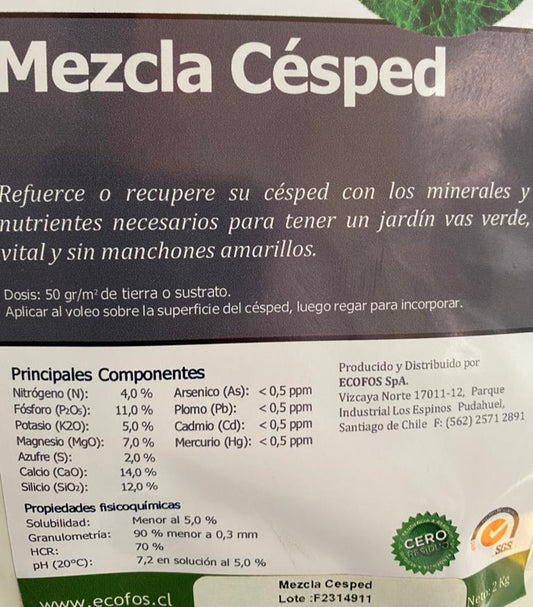 Mezcla Césped
Refuerce o recupere su césped con los minerales y
nutrientes necesarios para tener un jardín vas verde,
vital y sin manchones amarillos.
Dosis: 50 gr/m² de tierra o sustrato.
Aplicar al voleo sobre la superficie del césped, luego regar para incorporar.
Principales Componentes
Nitrógeno (N): 4,0 % Arsenico (As): < 0,5 ppm
Fósforo (P₂O₅): 11,0 % Plomo (Pb): < 0,5 ppm
Potasio (K2O): 5,0 % Cadmio (Cd): < 0,5 ppm
Magnesio (MgO): 7,0 % Mercurio (Hg): < 0,5 ppm
Azufre (S): 2,0 %
Calcio (CaO): 14,0 %
Silicio (SiO₂): 12,0 %
Producido y Distribuido por
ECOFOS SpA.
Vizcaya Norte 17011-12, Parque
Industrial Los Espinos Pudahuel,
Santiago de Chile F: (562) 2571 2891
Propiedades fisicoquímicas
Solubilidad: Menor al 5,0 %
Granulometría: 90 % menor a 0,3 mm
HCR: 70 %
pH (20ºC): 7,2 en solución al 5,0 %
CERO
RESIDUO
SGS
www.ecofos.cl
Mezcla Cesped
Lote :F2314911
Neto: 2 Kg